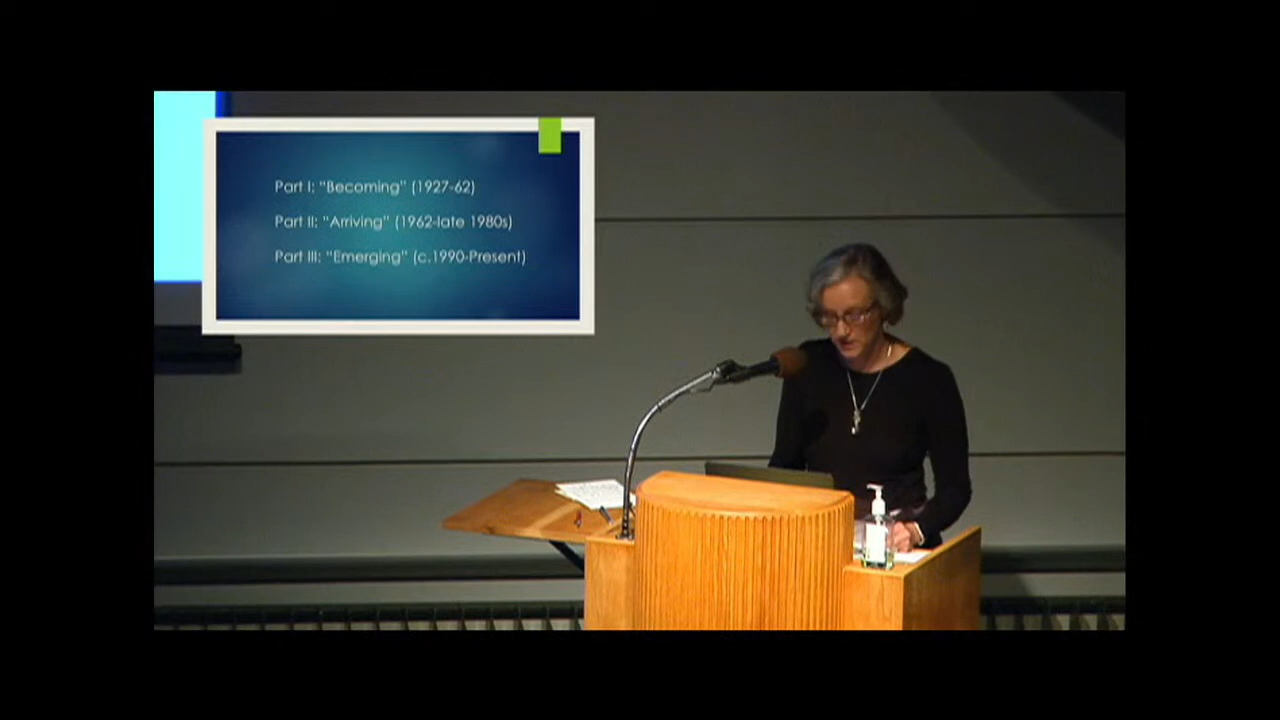 Part I: “Becoming” (1927-62)
Part II: “Arriving” (1962-late 1980s)
Part III: “Emerging” (c.1990-Present)